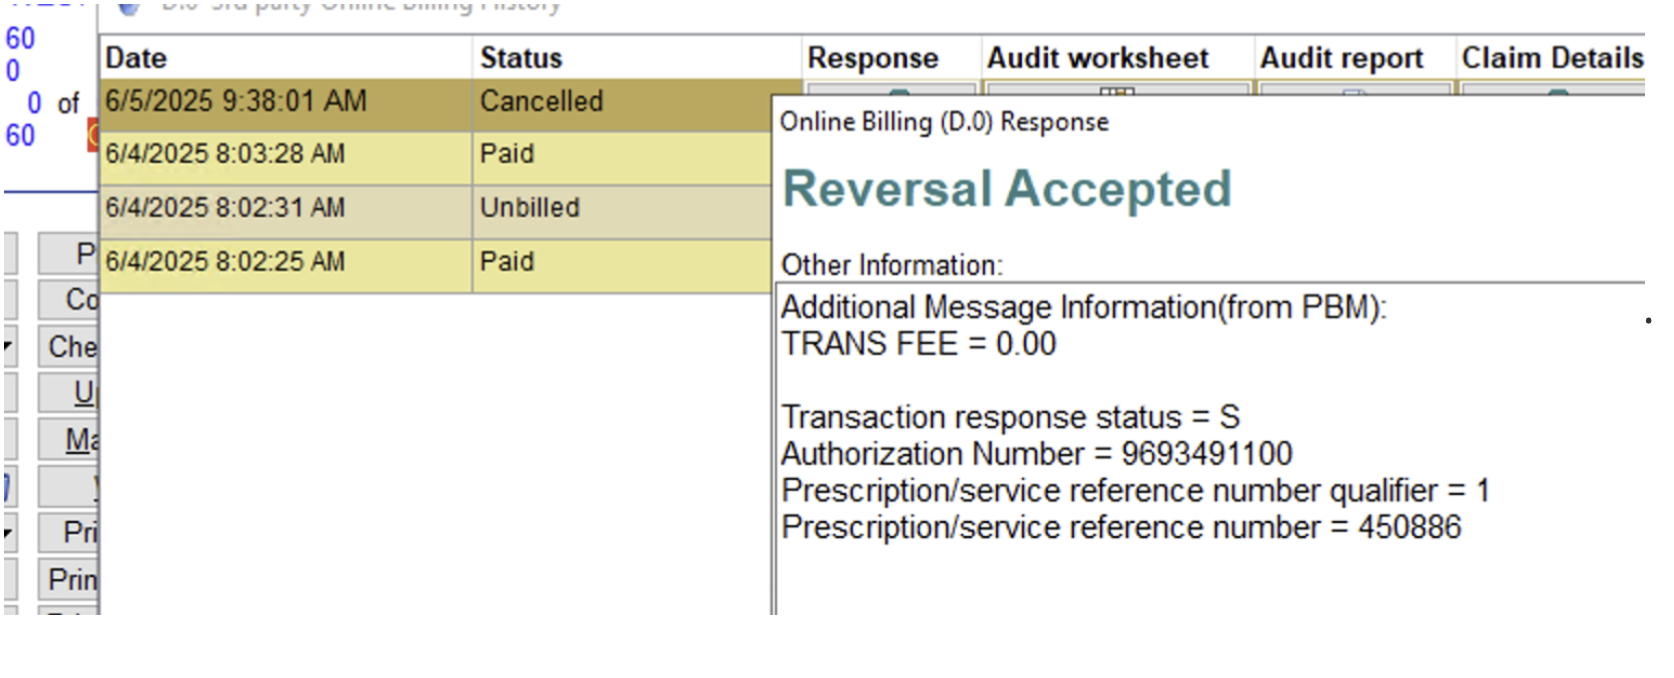 D.0 3rd party Online Billing History
60
0
0 of
60
Date Status Response Audit worksheet Audit report Claim Details
6/5/2025 9:38:01 AM Cancelled
6/4/2025 8:03:28 AM Paid
6/4/2025 8:02:31 AM Unbilled
6/4/2025 8:02:25 AM Paid
P
Co
Che
U
Ma
Pri
Prin
Online Billing (D.0) Response
Reversal Accepted
Other Information:
Additional Message Information(from PBM):
TRANS FEE = 0.00
Transaction response status = S
Authorization Number = 9693491100
Prescription/service reference number qualifier = 1
Prescription/service reference number = 450886